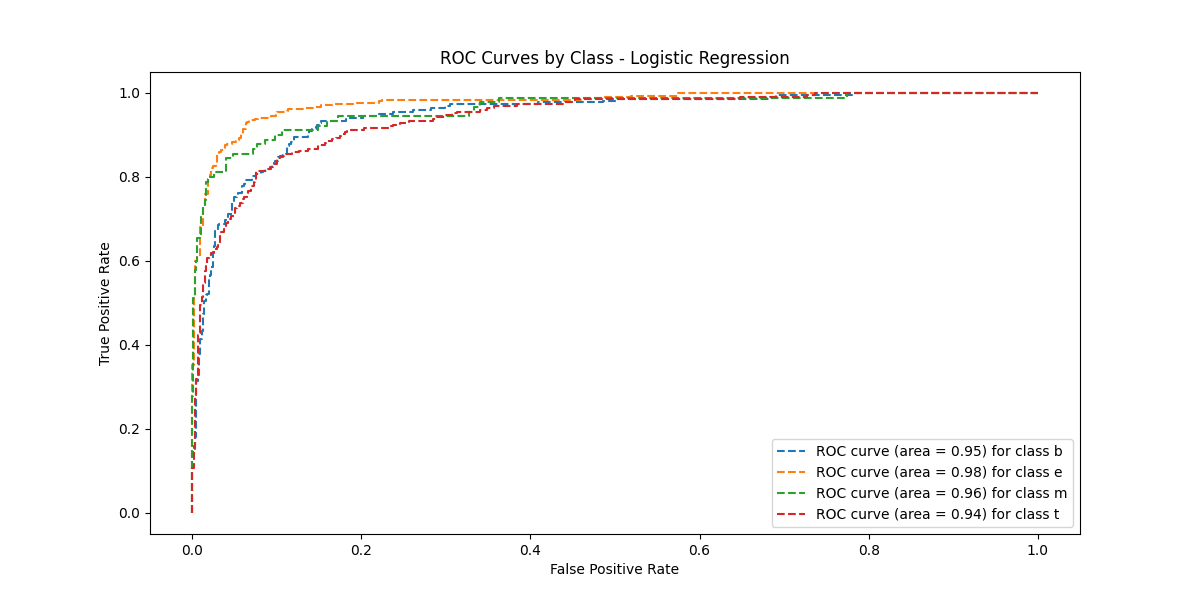 ROC Curves by Class - Logistic Regression
True Positive Rate
1.0
0.8
0.6
0.4
0.2
0.0
ROC curve (area = 0.95) for class b
ROC curve (area = 0.98) for class e
ROC curve (area = 0.96) for class m
ROC curve (area = 0.94) for class t
0.0 0.2 0.4 0.6 0.8 1.0
False Positive Rate